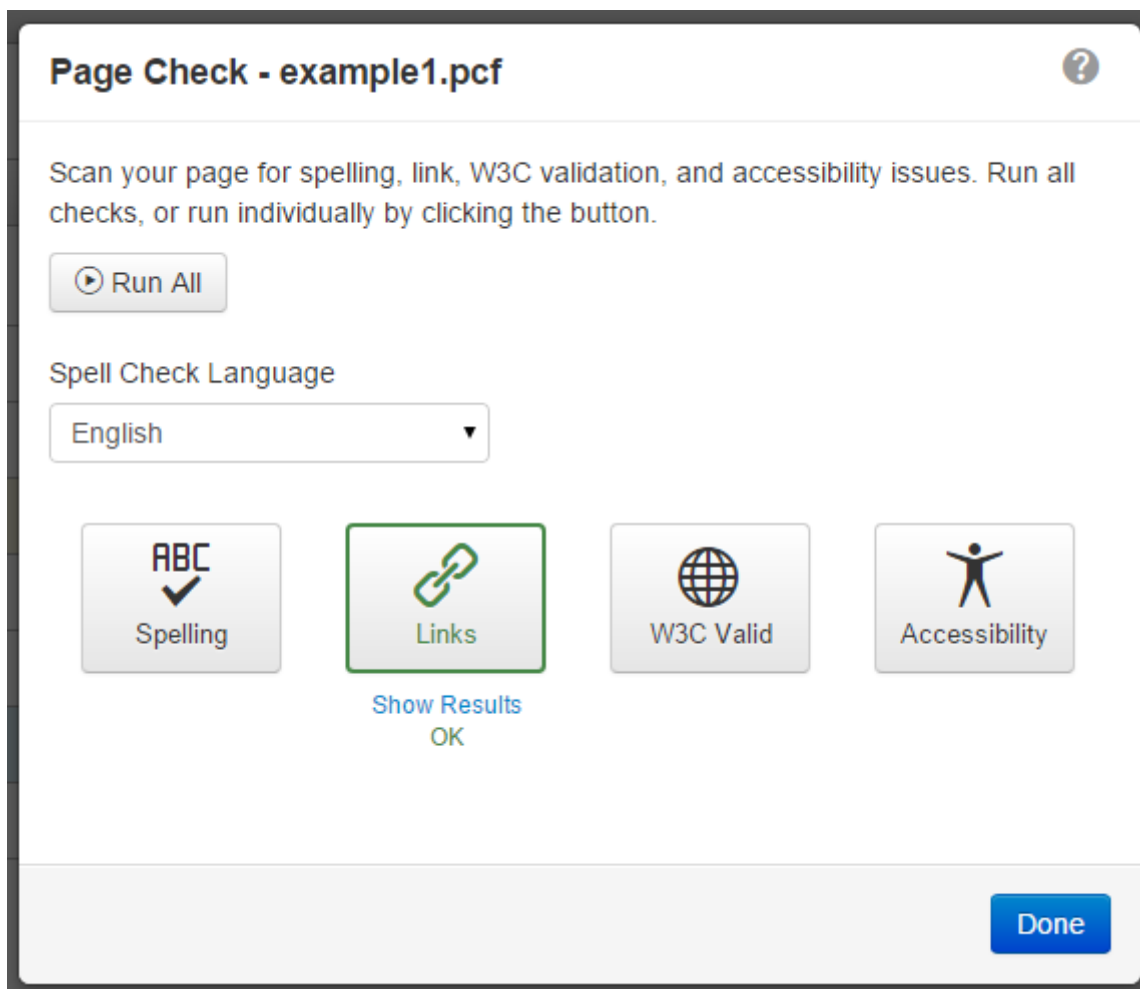 Page Check - example1.pcf
?
Scan your page for spelling, link, W3C validation, and accessibility issues. Run all
checks, or run individually by clicking the button.
Run All
Spell Check Language
English
ABC
Spelling
Links
W3C Valid
Accessibility
Show Results
OK
Done